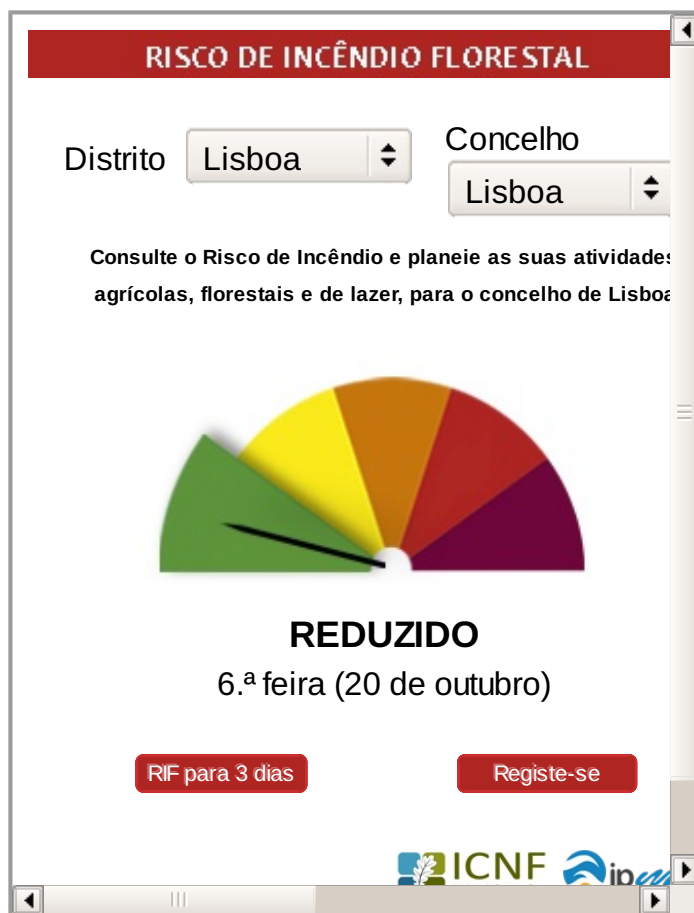 RISCO DE INCÊNDIO FLORESTAL
Distrito
Lisboa
Concelho
Lisboa
Consulte o Risco de Incêndio e planeie as suas atividades
agrícolas, florestais e de lazer, para o concelho de Lisboa
REDUZIDO
6.ª feira (20 de outubro)
RIF para 3 dias
Registe-se
ICNF